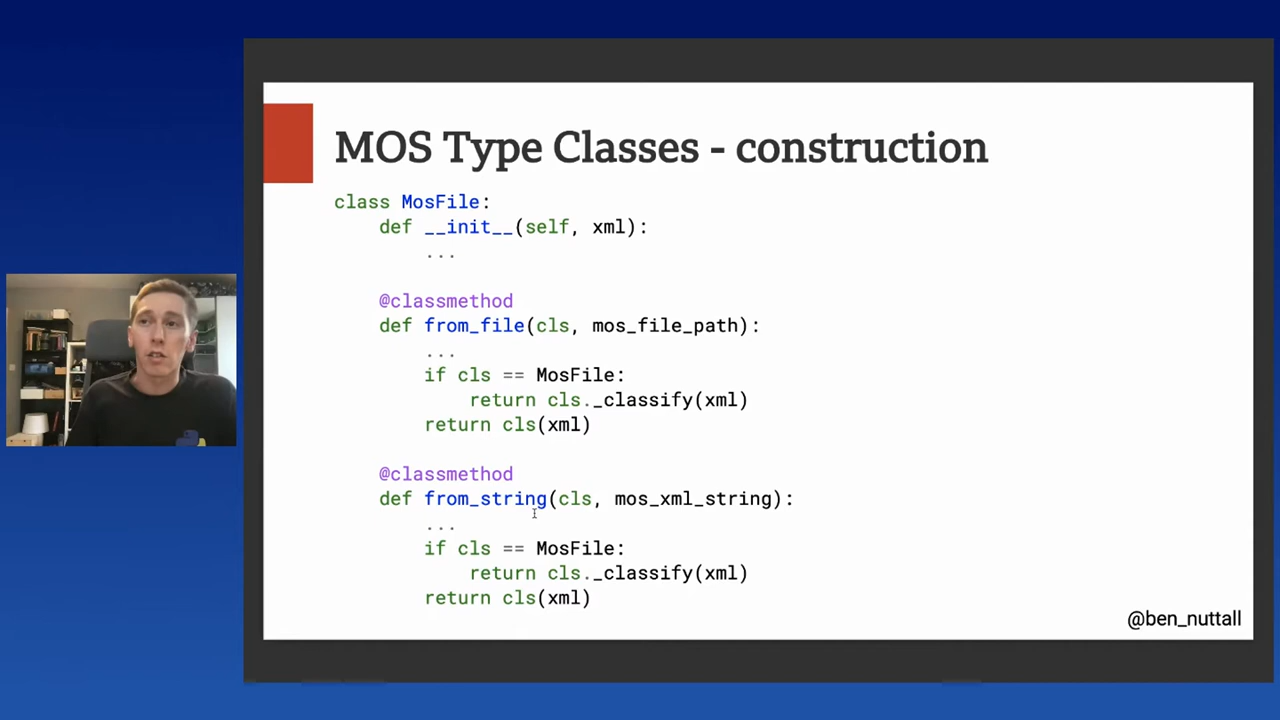 MOS Type Classes - construction
class MosFile:
    def __init__(self, xml):
        ...
    @classmethod
    def from_file(cls, mos_file_path):
        ...
        if cls == MosFile:
            return cls._classify(xml)
        return cls(xml)
    @classmethod
    def from_string(cls, mos_xml_string):
        ...
        if cls == MosFile:
            return cls._classify(xml)
        return cls(xml)
@ben_nuttall